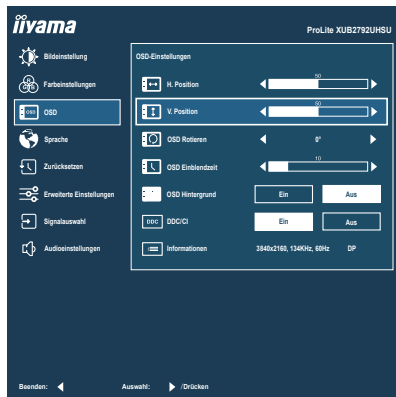 iiyama
ProLite XUB2792UHSU
Bildeinstellung
Farbeinstellungen
OSD
Sprache
Zurücksetzen
Erweiterte Einstellungen
Signalauswahl
Audioeinstellungen
OSD-Einstellungen
H. Position 50
V. Position 50
OSD Rotieren 0°
OSD Einblendzeit 10
OSD Hintergrund Ein Aus
DDC DDC/CI Ein Aus
Informationen 3840x2160, 134KHz, 60Hz DP
Beenden: Auswahl: /Drücken